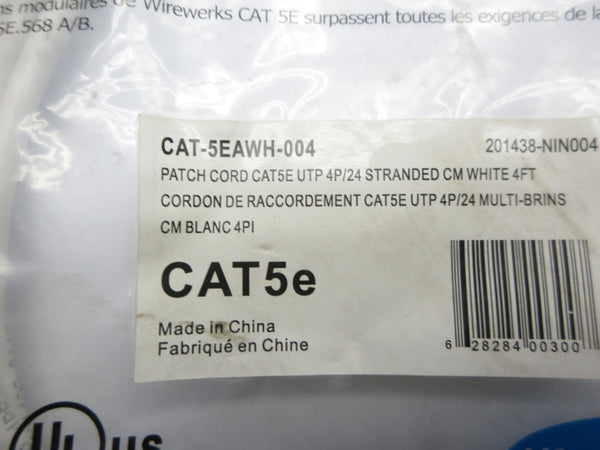 modulaires de Wirewerks CAT 5E surpassent toutes les exigences de la
568 A/B.
CAT-5EAWH-004
201438-NIN004
PATCH CORD CAT5E UTP 4P/24 STRANDED CM WHITE 4FT
CORDON DE RACCORDEMENT CAT5E UTP 4P/24 MULTI-BRINS
CM BLANC 4PI
CAT5e
Made in China
Fabriqué en Chine
6 28284 00300
UL us